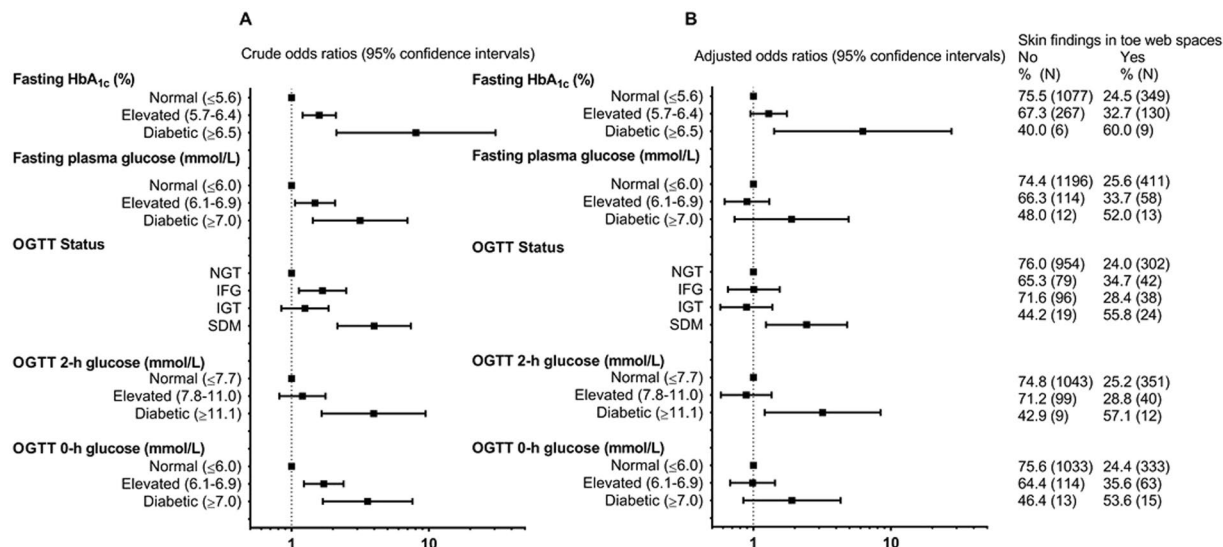 A
B
Crude odds ratios (95% confidence intervals)
Adjusted odds ratios (95% confidence intervals)
Skin findings in toe web spaces
No Yes
% (N) % (N)
Fasting HbA1c (%) Fasting HbA1c (%)
Normal (≤5.6) Normal (≤5.6) 75.5 (1077) 24.5 (349)
Elevated (5.7-6.4) Elevated (5.7-6.4) 67.3 (267) 32.7 (130)
Diabetic (≥6.5) Diabetic (≥6.5) 40.0 (6) 60.0 (9)
Fasting plasma glucose (mmol/L) Fasting plasma glucose (mmol/L)
Normal (≤6.0) Normal (≤6.0) 74.4 (1196) 25.6 (411)
Elevated (6.1-6.9) Elevated (6.1-6.9) 66.3 (114) 33.7 (58)
Diabetic (≥7.0) Diabetic (≥7.0) 48.0 (12) 52.0 (13)
OGTT Status OGTT Status
NGT NGT 76.0 (954) 24.0 (302)
IFG IFG 65.3 (79) 34.7 (42)
IGT IGT 71.6 (96) 28.4 (38)
SDM SDM 44.2 (19) 55.8 (24)
OGTT 2-h glucose (mmol/L) OGTT 2-h glucose (mmol/L)
Normal (≤7.7) Normal (≤7.7) 74.8 (1043) 25.2 (351)
Elevated (7.8-11.0) Elevated (7.8-11.0) 71.2 (99) 28.8 (40)
Diabetic (≥11.1) Diabetic (≥11.1) 42.9 (9) 57.1 (12)
OGTT 0-h glucose (mmol/L) OGTT 0-h glucose (mmol/L)
Normal (≤6.0) Normal (≤6.0) 75.6 (1033) 24.4 (333)
Elevated (6.1-6.9) Elevated (6.1-6.9) 64.4 (114) 35.6 (63)
Diabetic (≥7.0) Diabetic (≥7.0) 46.4 (13) 53.6 (15)
1 10 1 10